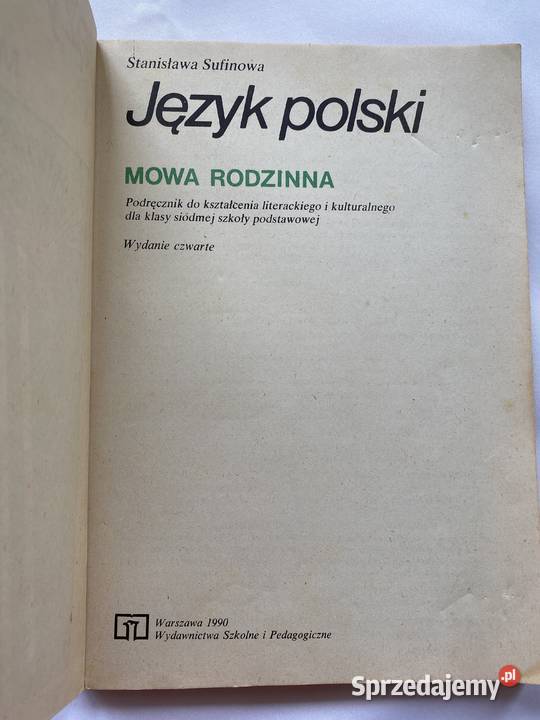 Stanisława Sufinowa
Język polski
MOWA RODZINNA
Podręcznik do kształcenia literackiego i kulturalnego
dla klasy siódmej szkoły podstawowej
Wydanie czwarte
Warszawa 1990
Wydawnictwa Szkolne i Pedagogiczne
Sprzedajemy.pl